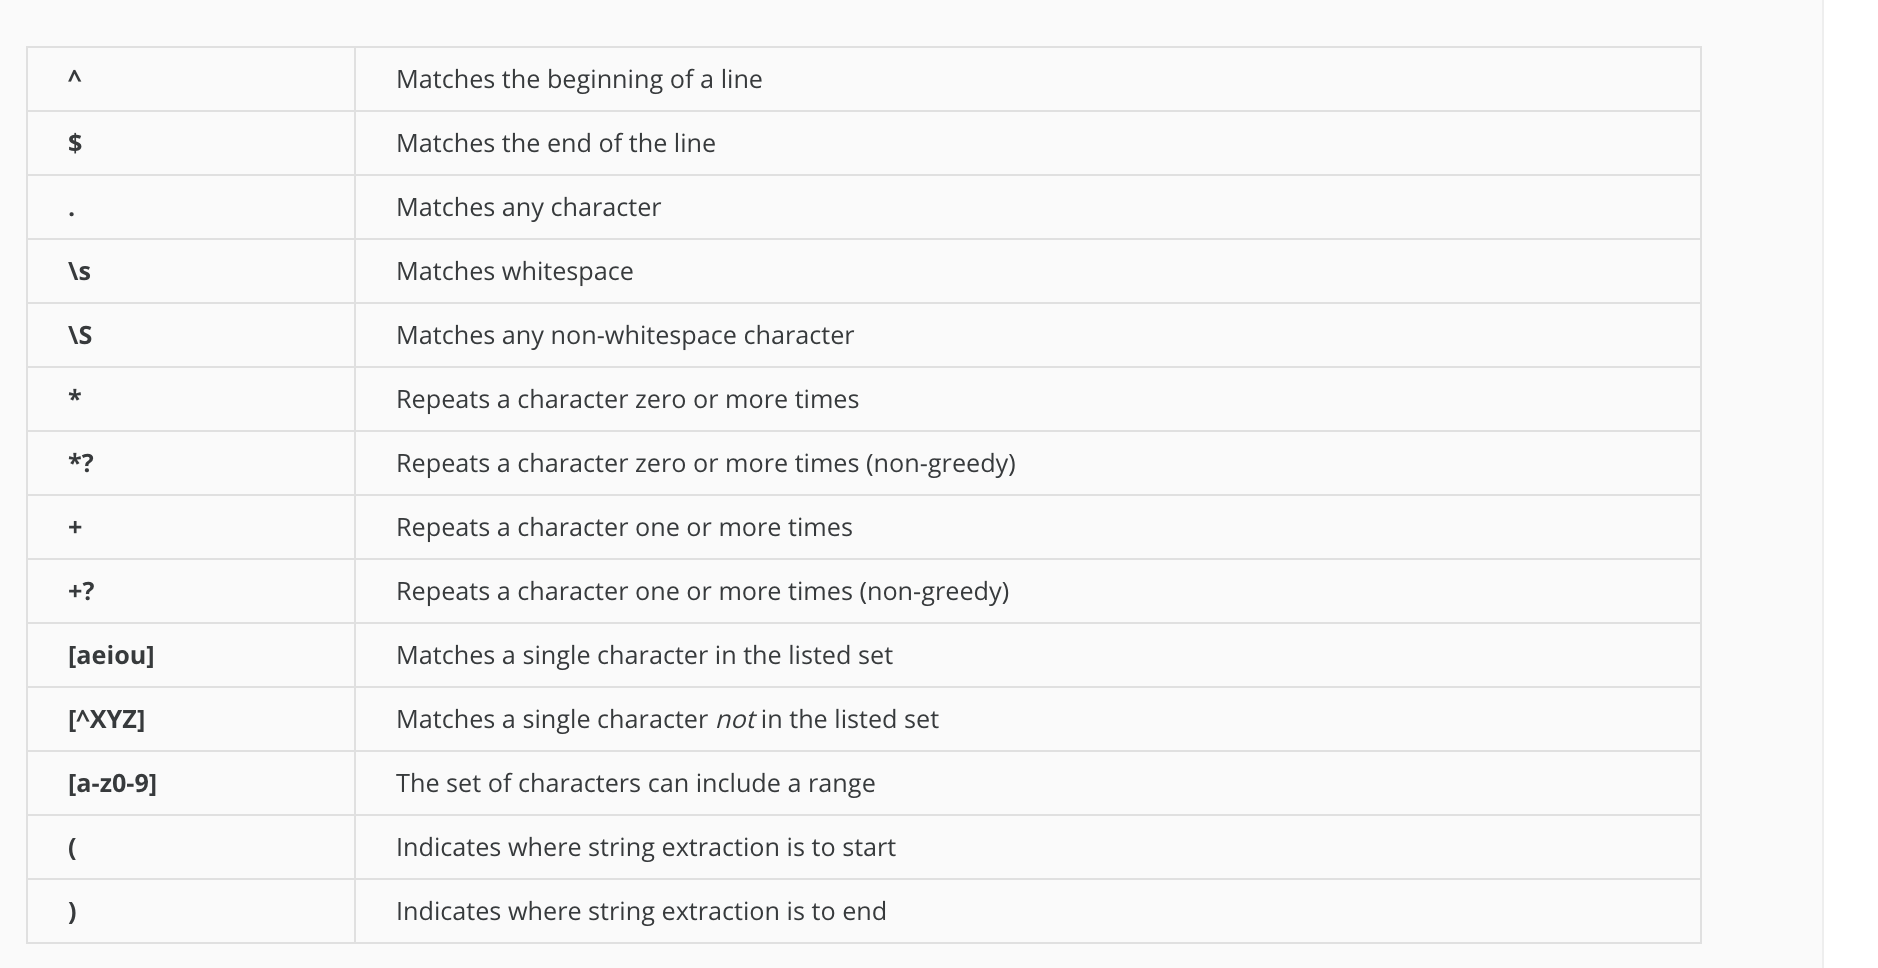 ^ Matches the beginning of a line
$ Matches the end of the line
. Matches any character
\s Matches whitespace
\S Matches any non-whitespace character
* Repeats a character zero or more times
*? Repeats a character zero or more times (non-greedy)
+ Repeats a character one or more times
+? Repeats a character one or more times (non-greedy)
[aeiou] Matches a single character in the listed set
[^XYZ] Matches a single character not in the listed set
[a-z0-9] The set of characters can include a range
( Indicates where string extraction is to start
) Indicates where string extraction is to end